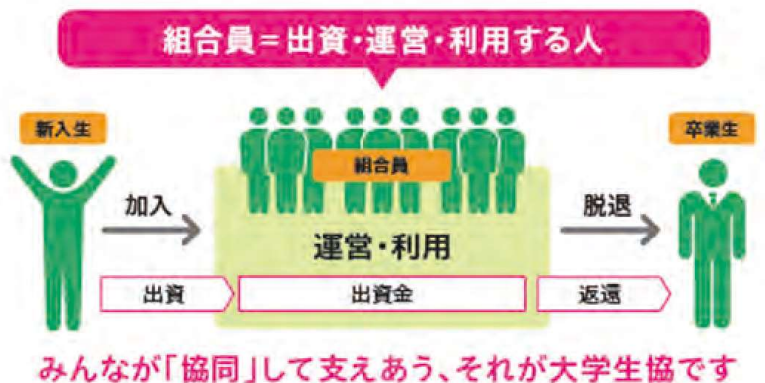 組合員＝出資・運営・利用する人
新入生
組合員
卒業生
加入
脱退
運営・利用
出資
出資金
返還
みんなが「協同」して支えあう、それが大学生協です